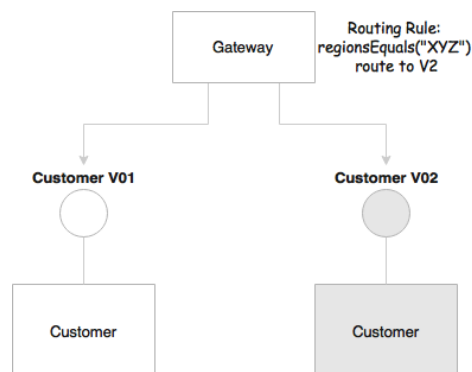 Gateway
Routing Rule:
regionsEquals("XYZ")
route to V2
Customer V01
Customer V02
Customer
Customer